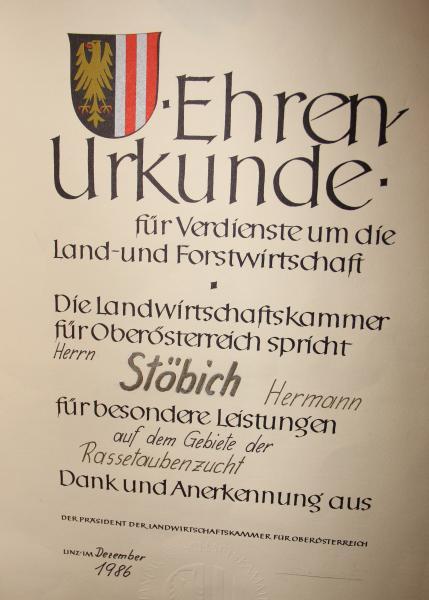 ·Ehren-
Urkunde·
für Verdienste um die
Land-und Forstwirtschaft
Die Landwirtschaftskammer
für Oberösterreich spricht
Herrn Stöbich Hermann
für besondere Leistungen
auf dem Gebiete der
Rassetaubenzucht
Dank und Anerkennung aus
DER PRÄSIDENT DER LANDWIRTSCHAFTSKAMMER FÜR OBERÖSTERREICH
LINZ·IM Dezember
1986